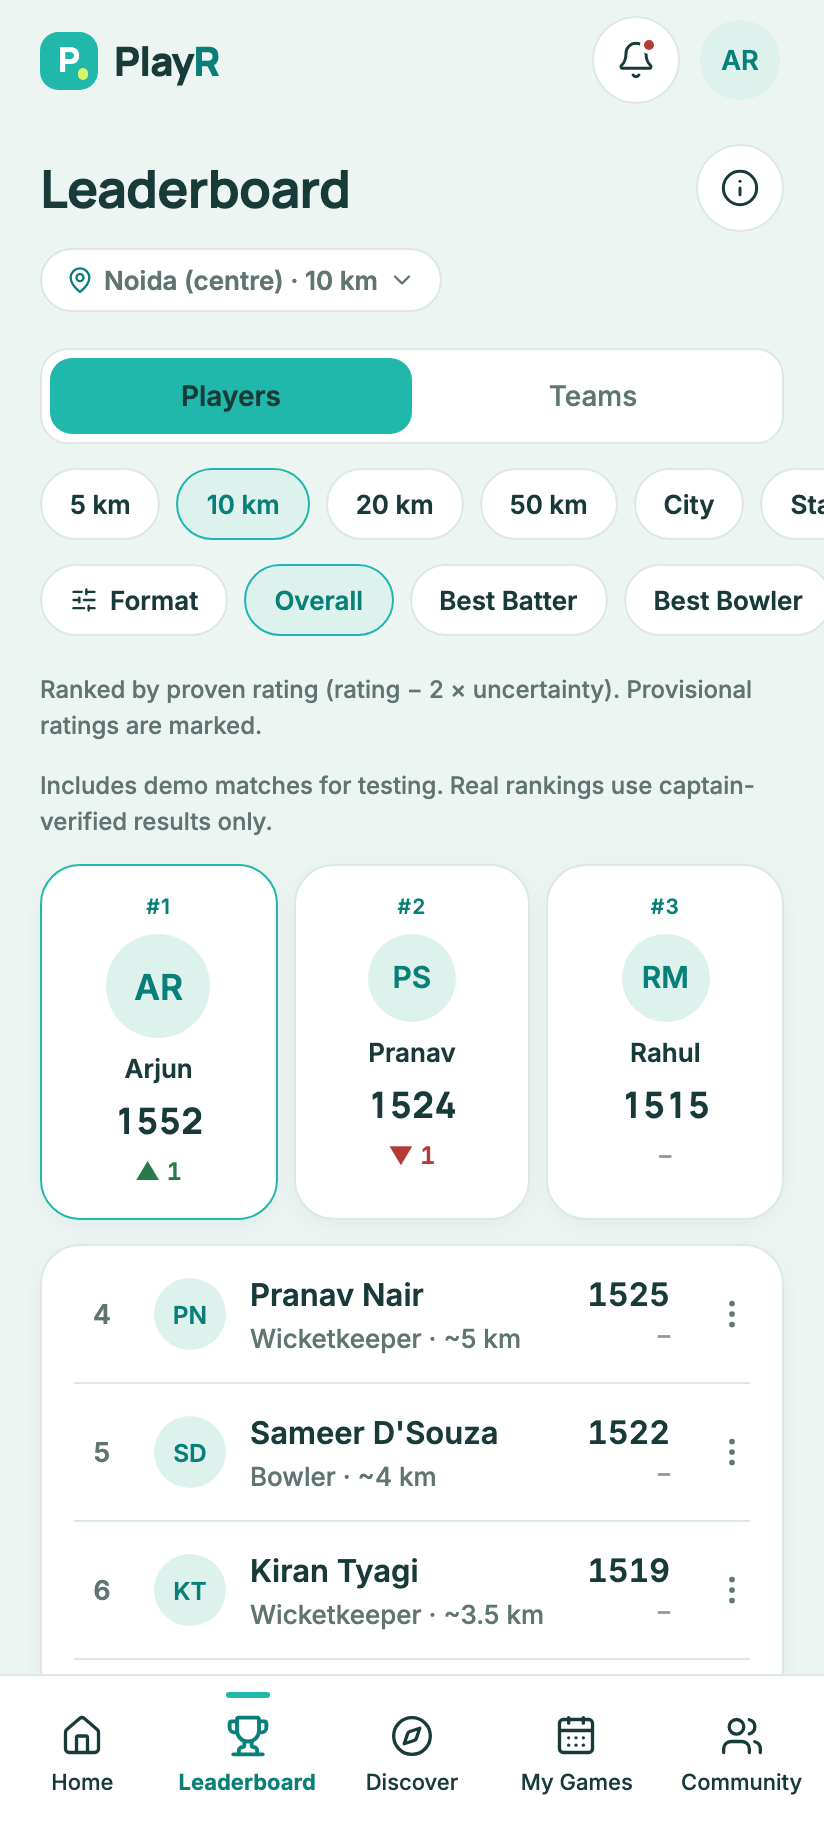 P.
PlayR
AR
Leaderboard
Noida (centre) · 10 km
Players
Teams
5 km
10 km
20 km
50 km
City
Sta
Format
Overall
Best Batter
Best Bowler
Ranked by proven rating (rating – 2 × uncertainty). Provisional
ratings are marked.
Includes demo matches for testing. Real rankings use captain-
verified results only.
#1
AR
Arjun
1552
▲ 1
#2
PS
Pranav
1524
▼ 1
#3
RM
Rahul
1515
–
4
PN
Pranav Nair
Wicketkeeper · ~5 km
1525
–
5
SD
Sameer D'Souza
Bowler · ~4 km
1522
–
6
KT
Kiran Tyagi
Wicketkeeper · ~3.5 km
1519
–
Home
Leaderboard
Discover
My Games
Community